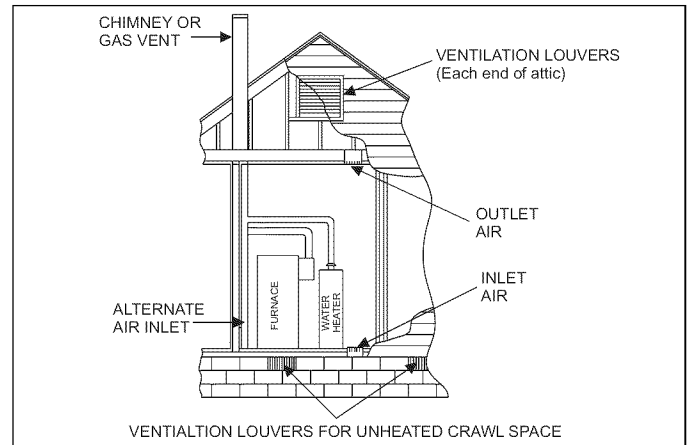 CHIMNEY OR
GAS VENT
VENTILATION LOUVERS
(Each end of attic)
OUTLET
AIR
INLET
AIR
ALTERNATE
AIR INLET
FURNACE
WATER
HEATER
VENTIALTION LOUVERS FOR UNHEATED CRAWL SPACE